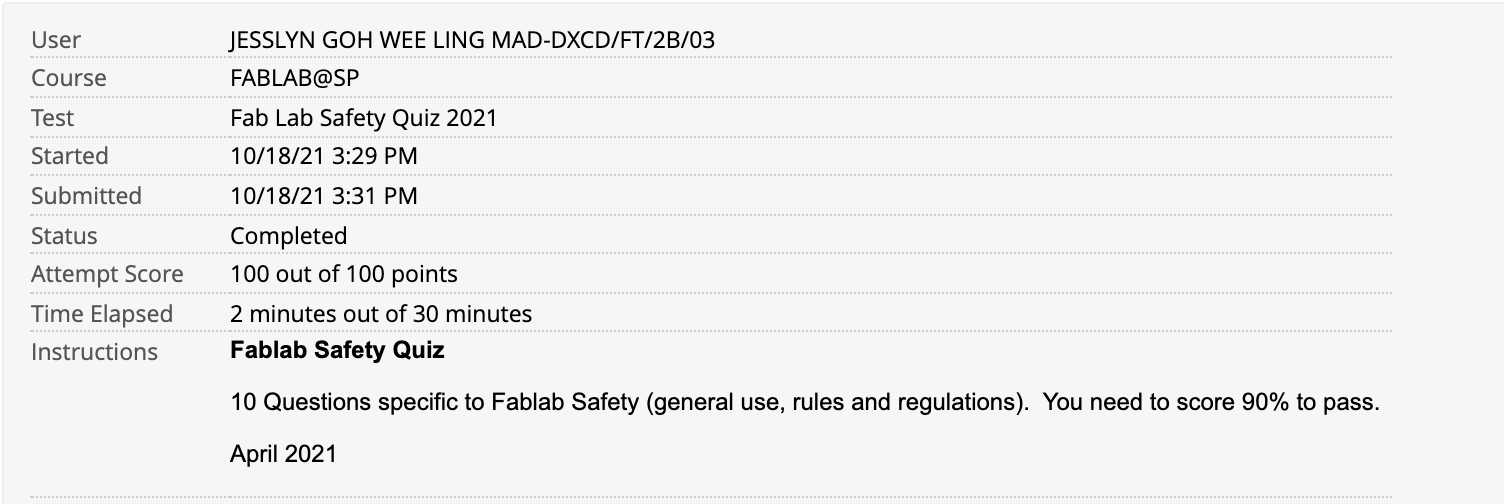 User JESSLYN GOH WEE LING MAD-DXCD/FT/2B/03
Course FABLAB@SP
Test Fab Lab Safety Quiz 2021
Started 10/18/21 3:29 PM
Submitted 10/18/21 3:31 PM
Status Completed
Attempt Score 100 out of 100 points
Time Elapsed 2 minutes out of 30 minutes
Instructions Fablab Safety Quiz
10 Questions specific to Fablab Safety (general use, rules and regulations).  You need to score 90% to pass.
April 2021